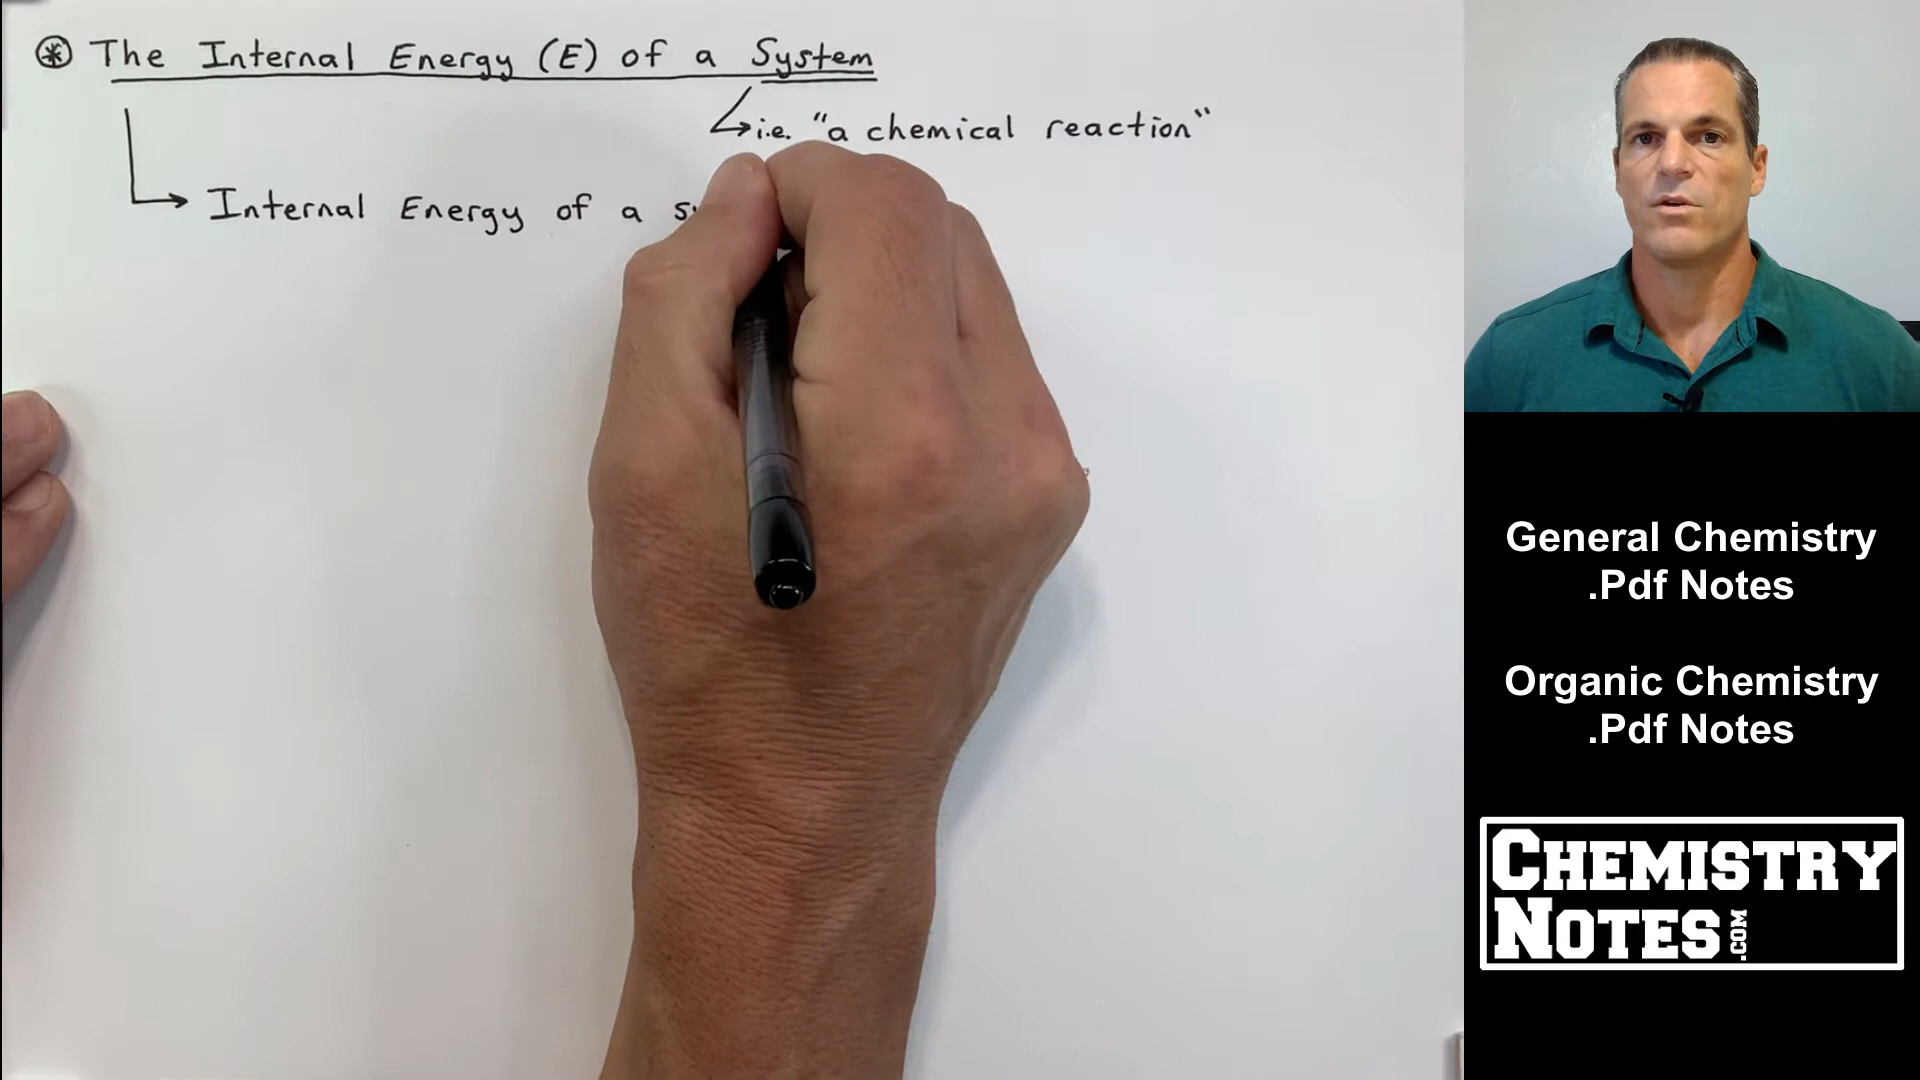 ⊛ The Internal Energy (E) of a System
i.e. “a chemical reaction”
Internal Energy of a
General Chemistry
.Pdf Notes
Organic Chemistry
.Pdf Notes
CHEMISTRY
NOTES.COM